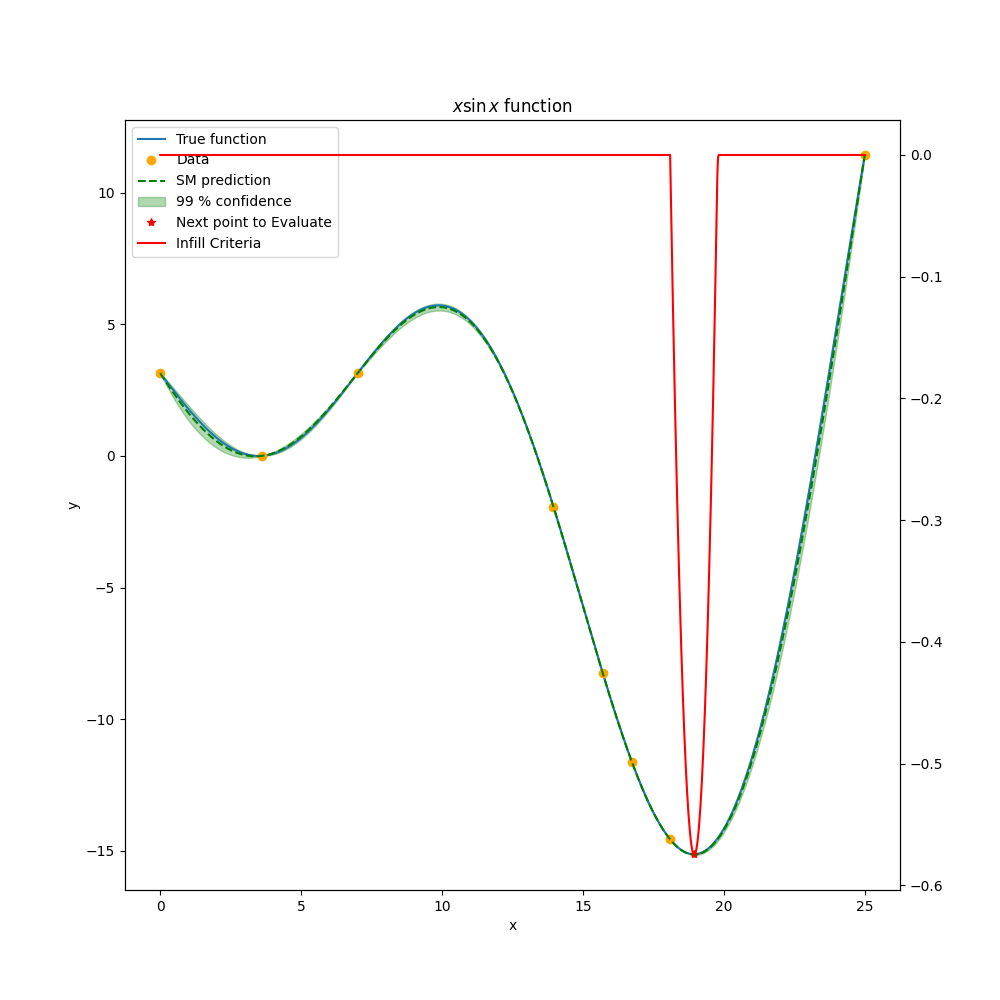 x sin x function
True function
Data
SM prediction
99 % confidence
Next point to Evaluate
Infill Criteria
10
5
0
−5
−10
−15
y
0.0
−0.1
−0.2
−0.3
−0.4
−0.5
−0.6
0 5 10 15 20 25
x